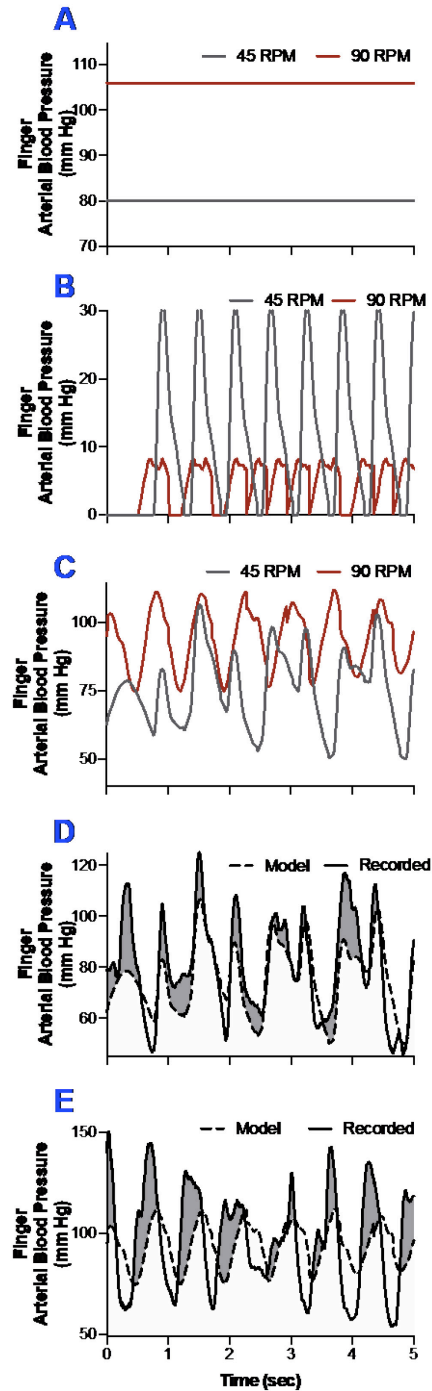 A
45 RPM 90 RPM
Finger
Arterial Blood Pressure
(mm Hg)
110
100
90
80
70
B
45 RPM 90 RPM
Finger
Arterial Blood Pressure
(mm Hg)
30
20
10
0
C
45 RPM 90 RPM
Finger
Arterial Blood Pressure
(mm Hg)
100
75
50
D
Model Recorded
Finger
Arterial Blood Pressure
(mm Hg)
120
100
80
60
E
Model Recorded
Finger
Arterial Blood Pressure
(mm Hg)
150
100
50
0 1 2 3 4 5
Time (sec)